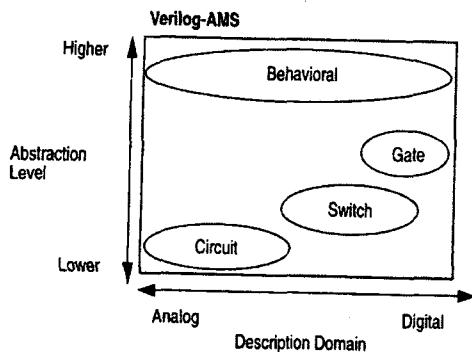 Verilog-AMS
Higher
Behavioral
Abstraction
Level
Gate
Switch
Circuit
Lower
Analog
Digital
Description Domain